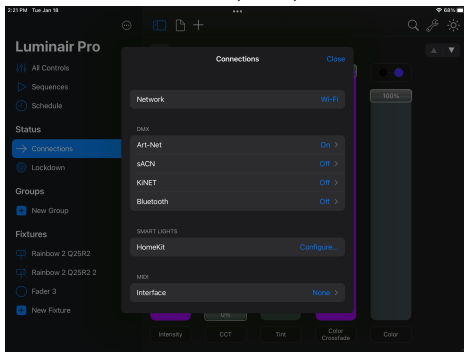 2:21 PM Tue Jan 18
68%
Luminair Pro
All Controls
Sequences
Schedule
Status
Connections
Lockdown
Groups
New Group
Fixtures
Rainbow 2 Q25R2
Rainbow 2 Q25R2 2
Fader 3
New Fixture
Connections Close
Network Wi-Fi
DMX
Art-Net On
sACN Off
KiNET Off
Bluetooth Off
SMART LIGHTS
HomeKit Configure...
MIDI
Interface None
100%
0%
Intensity CCT Tint Color Crossfade Color